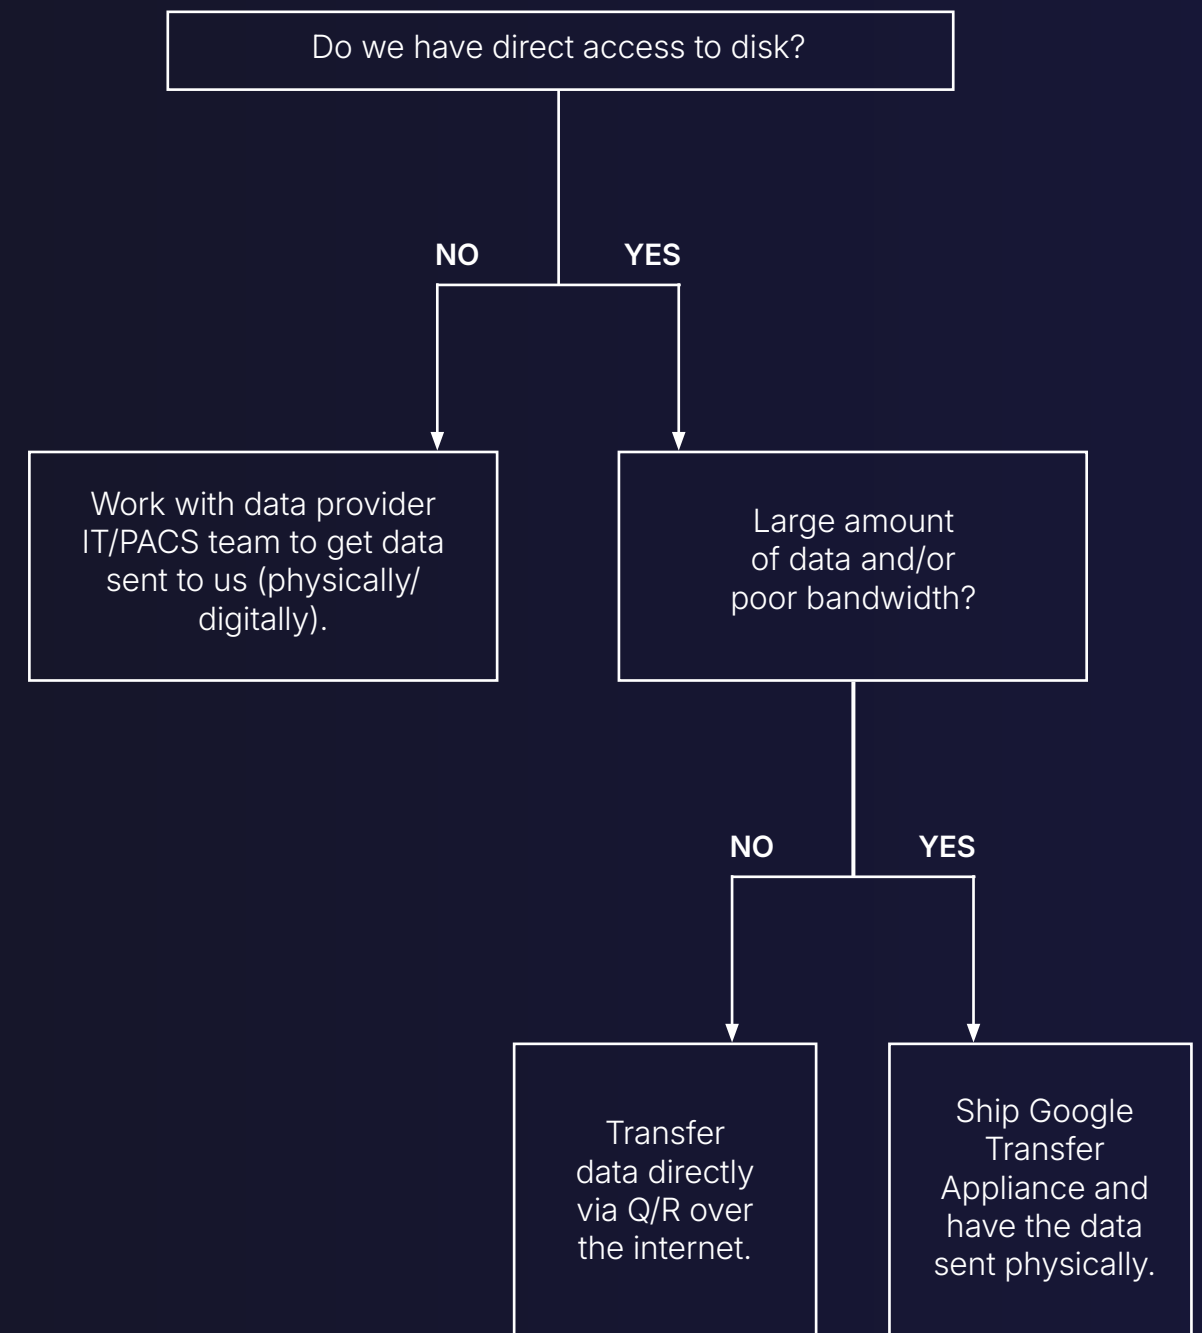 Do we have direct access to disk?
NO
YES
Work with data provider
IT/PACS team to get data
sent to us (physically/
digitally).
Large amount
of data and/or
poor bandwidth?
NO
YES
Transfer
data directly
via Q/R over
the internet.
Ship Google
Transfer
Appliance and
have the data
sent physically.